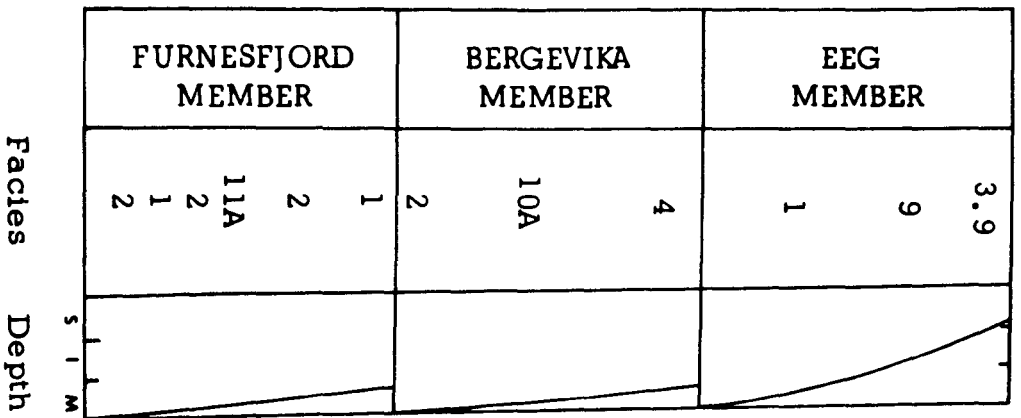 FURNESFJORD
MEMBER
BERGEVIKA
MEMBER
EEG
MEMBER
Facies
2
1
2
11A
2
1
2
10A
4
1
9
3.9
Depth
S
I
M